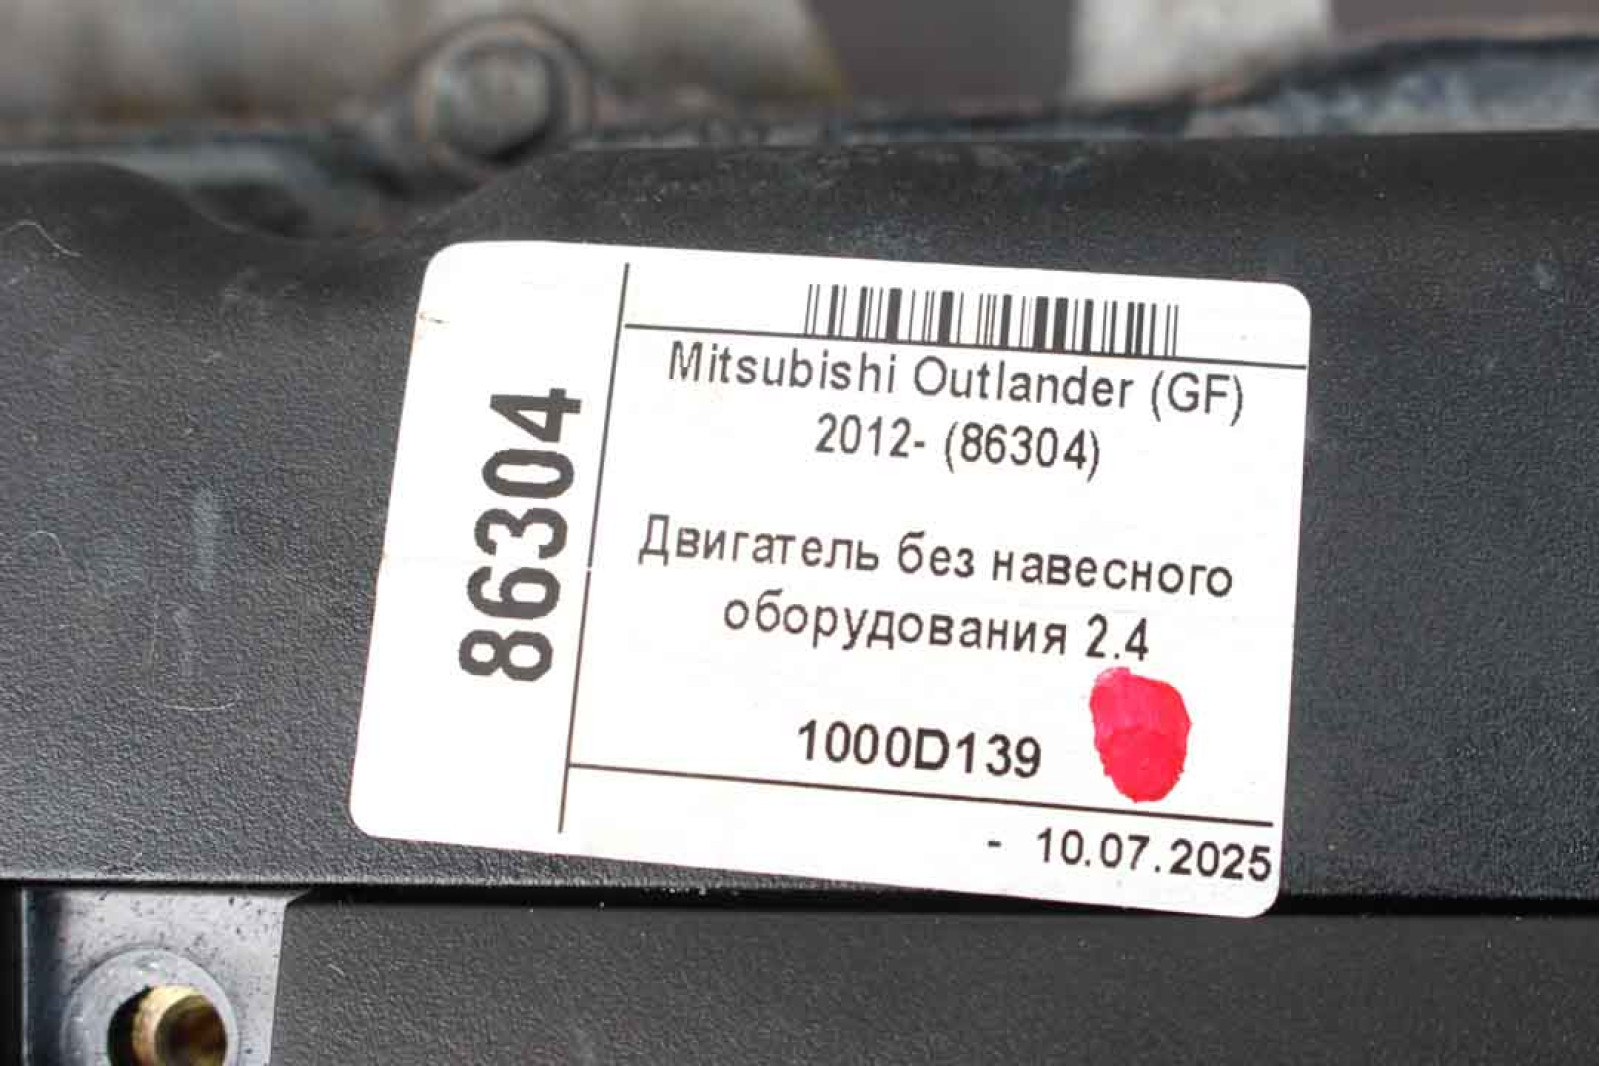 86304
Mitsubishi Outlander (GF)
2012- (86304)
Двигатель без навесного
оборудования 2.4
1000D139
- 10.07.2025